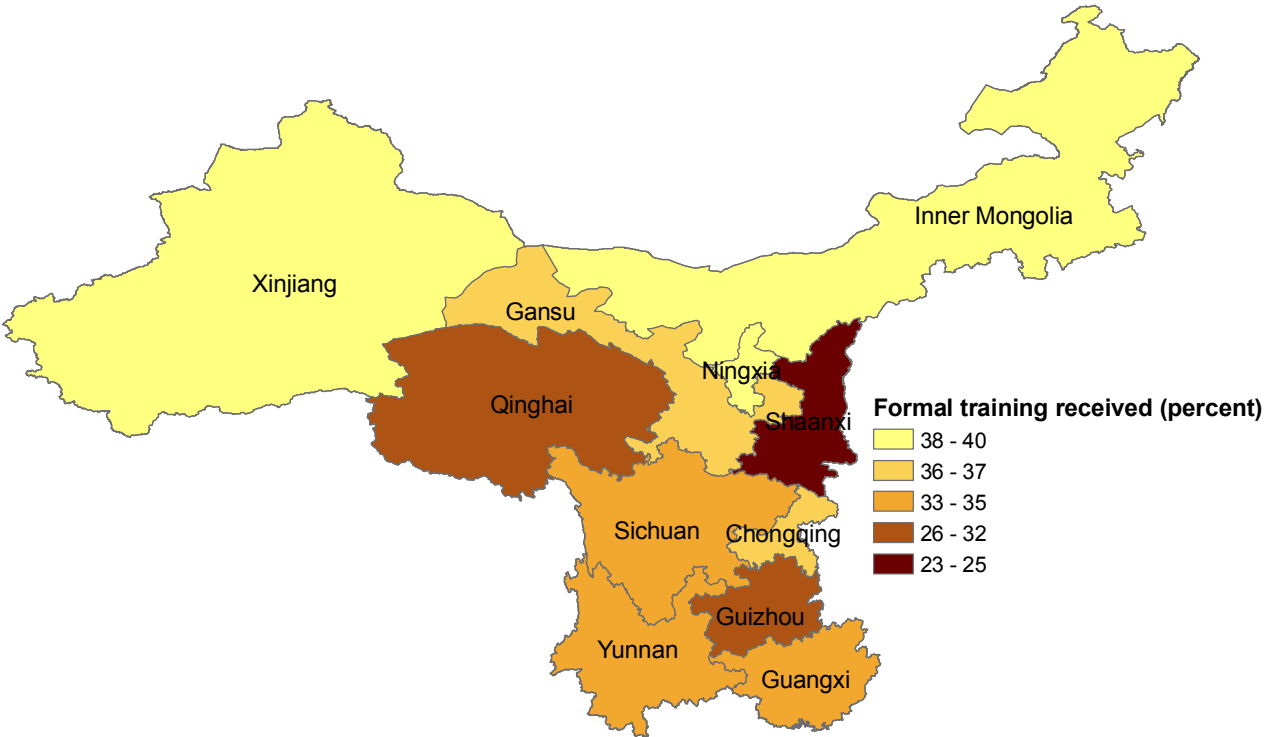 Inner Mongolia
Xinjiang
Gansu
Ningxia
Qinghai
Shaanxi
Formal training received (percent)
38 - 40
36 - 37
33 - 35
26 - 32
23 - 25
Sichuan
Chongqing
Guizhou
Yunnan
Guangxi